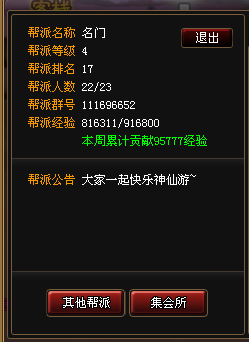 帮派名称 名门
退出
帮派等级 4
帮派排名 17
帮派人数 22/23
帮派群号 111696652
帮派经验 816311/916800
本周累计贡献95777经验
帮派公告 大家一起快乐神仙游~
其他帮派 集会所